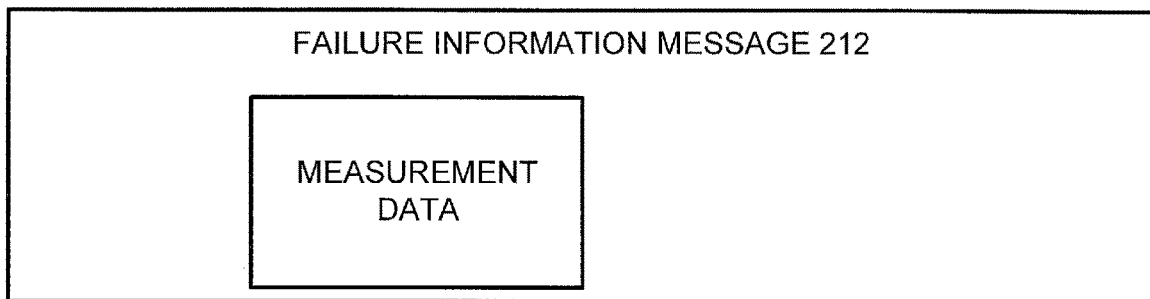 FAILURE INFORMATION MESSAGE 212
MEASUREMENT
DATA